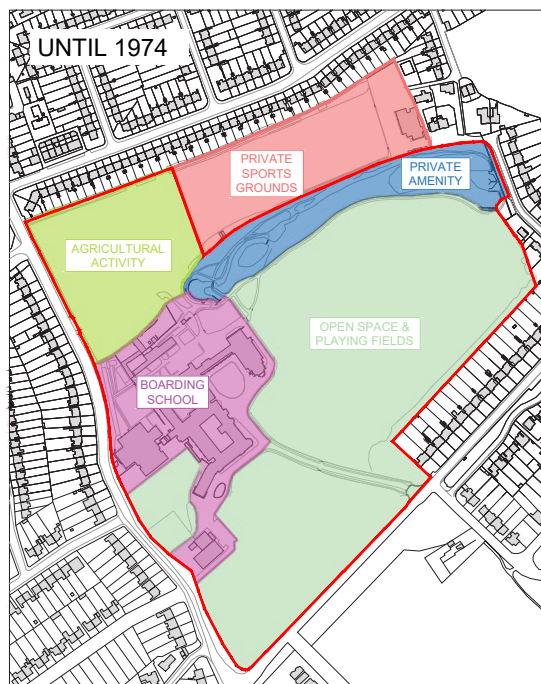 UNTIL 1974
PRIVATE
SPORTS
GROUNDS
PRIVATE
AMENITY
AGRICULTURAL
ACTIVITY
OPEN SPACE &
PLAYING FIELDS
BOARDING
SCHOOL